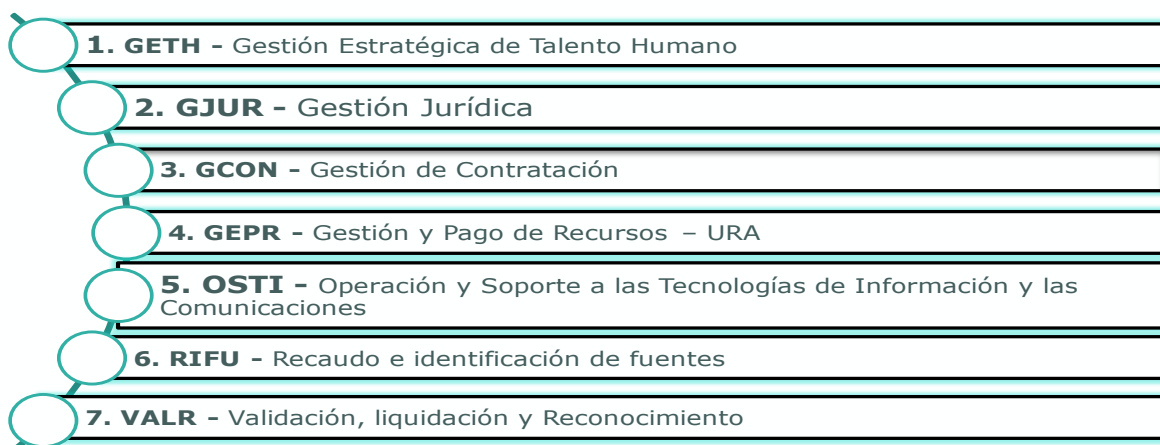 1. GETH - Gestión Estratégica de Talento Humano
2. GJUR - Gestión Jurídica
3. GCON - Gestión de Contratación
4. GEPR - Gestión y Pago de Recursos – URA
5. OSTI - Operación y Soporte a las Tecnologías de Información y las
Comunicaciones
6. RIFU - Recaudo e identificación de fuentes
7. VALR - Validación, liquidación y Reconocimiento